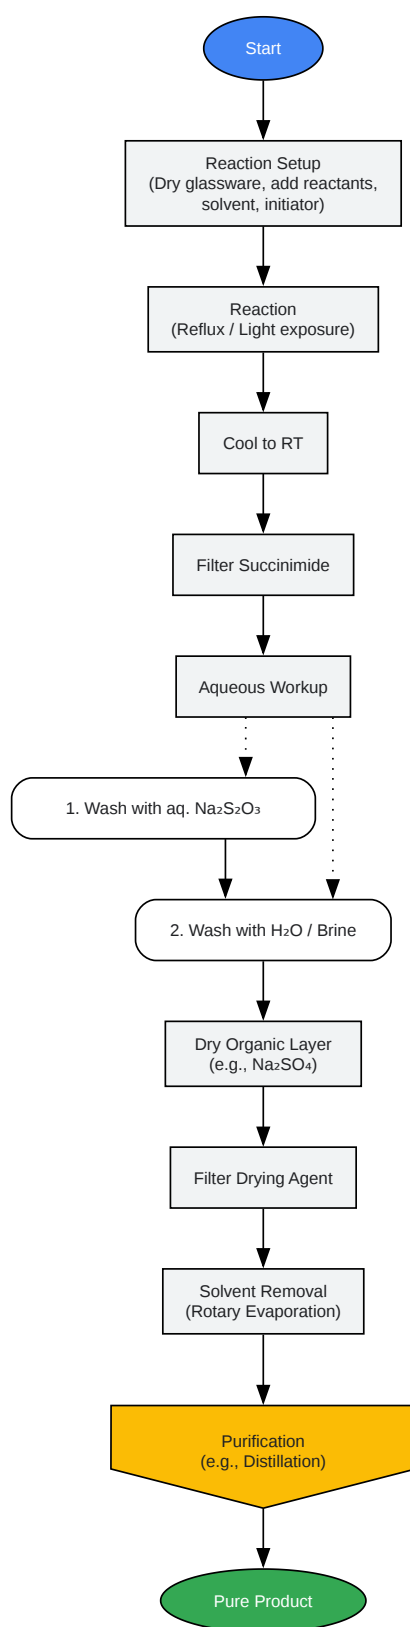 Start
Reaction Setup
(Dry glassware, add reactants,
solvent, initiator)
Reaction
(Reflux / Light exposure)
Cool to RT
Filter Succinimide
Aqueous Workup
1. Wash with aq. Na₂S₂O₃
2. Wash with H₂O / Brine
Dry Organic Layer
(e.g., Na₂SO₄)
Filter Drying Agent
Solvent Removal
(Rotary Evaporation)
Purification
(e.g., Distillation)
Pure Product